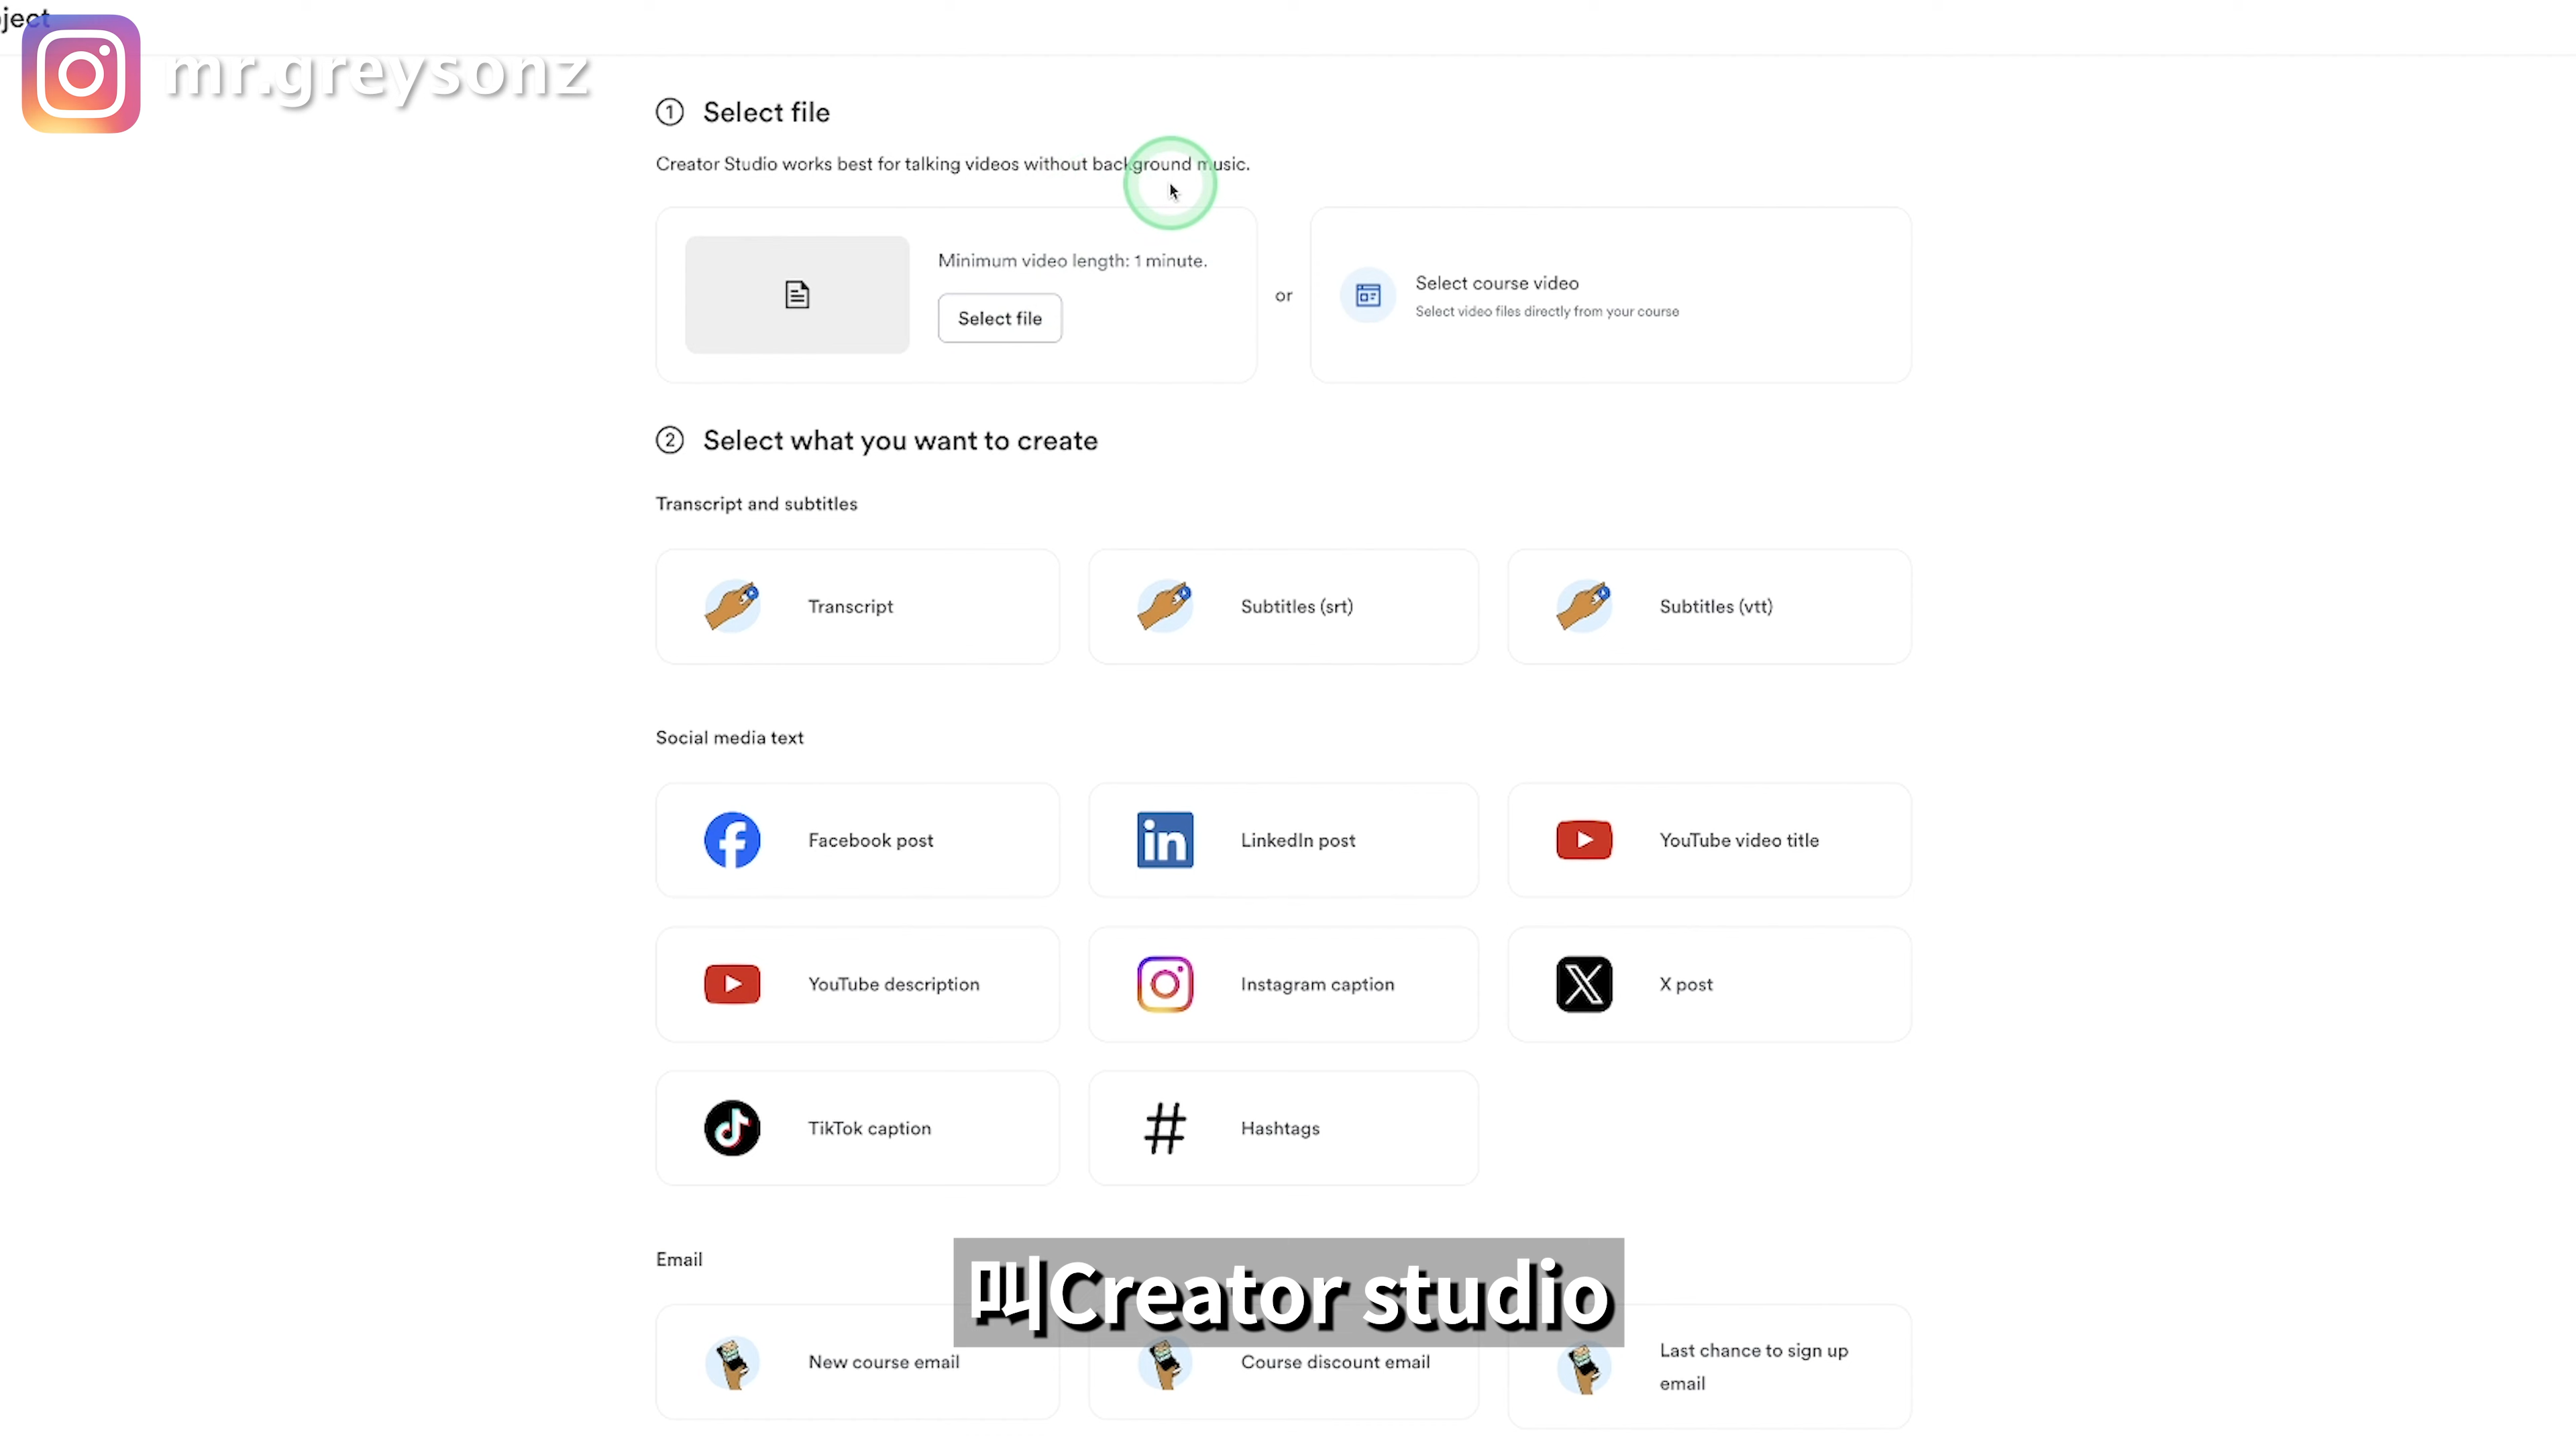 ject
mr.greysonz
1 Select file
Creator Studio works best for talking videos without background music.
Minimum video length: 1 minute.
Select file
or
Select course video
Select video files directly from your course
2 Select what you want to create
Transcript and subtitles
Transcript
Subtitles (srt)
Subtitles (vtt)
Social media text
Facebook post
LinkedIn post
YouTube video title
YouTube description
Instagram caption
X post
TikTok caption
Hashtags
Email
叫Creator studio
New course email
Course discount email
Last chance to sign up
email